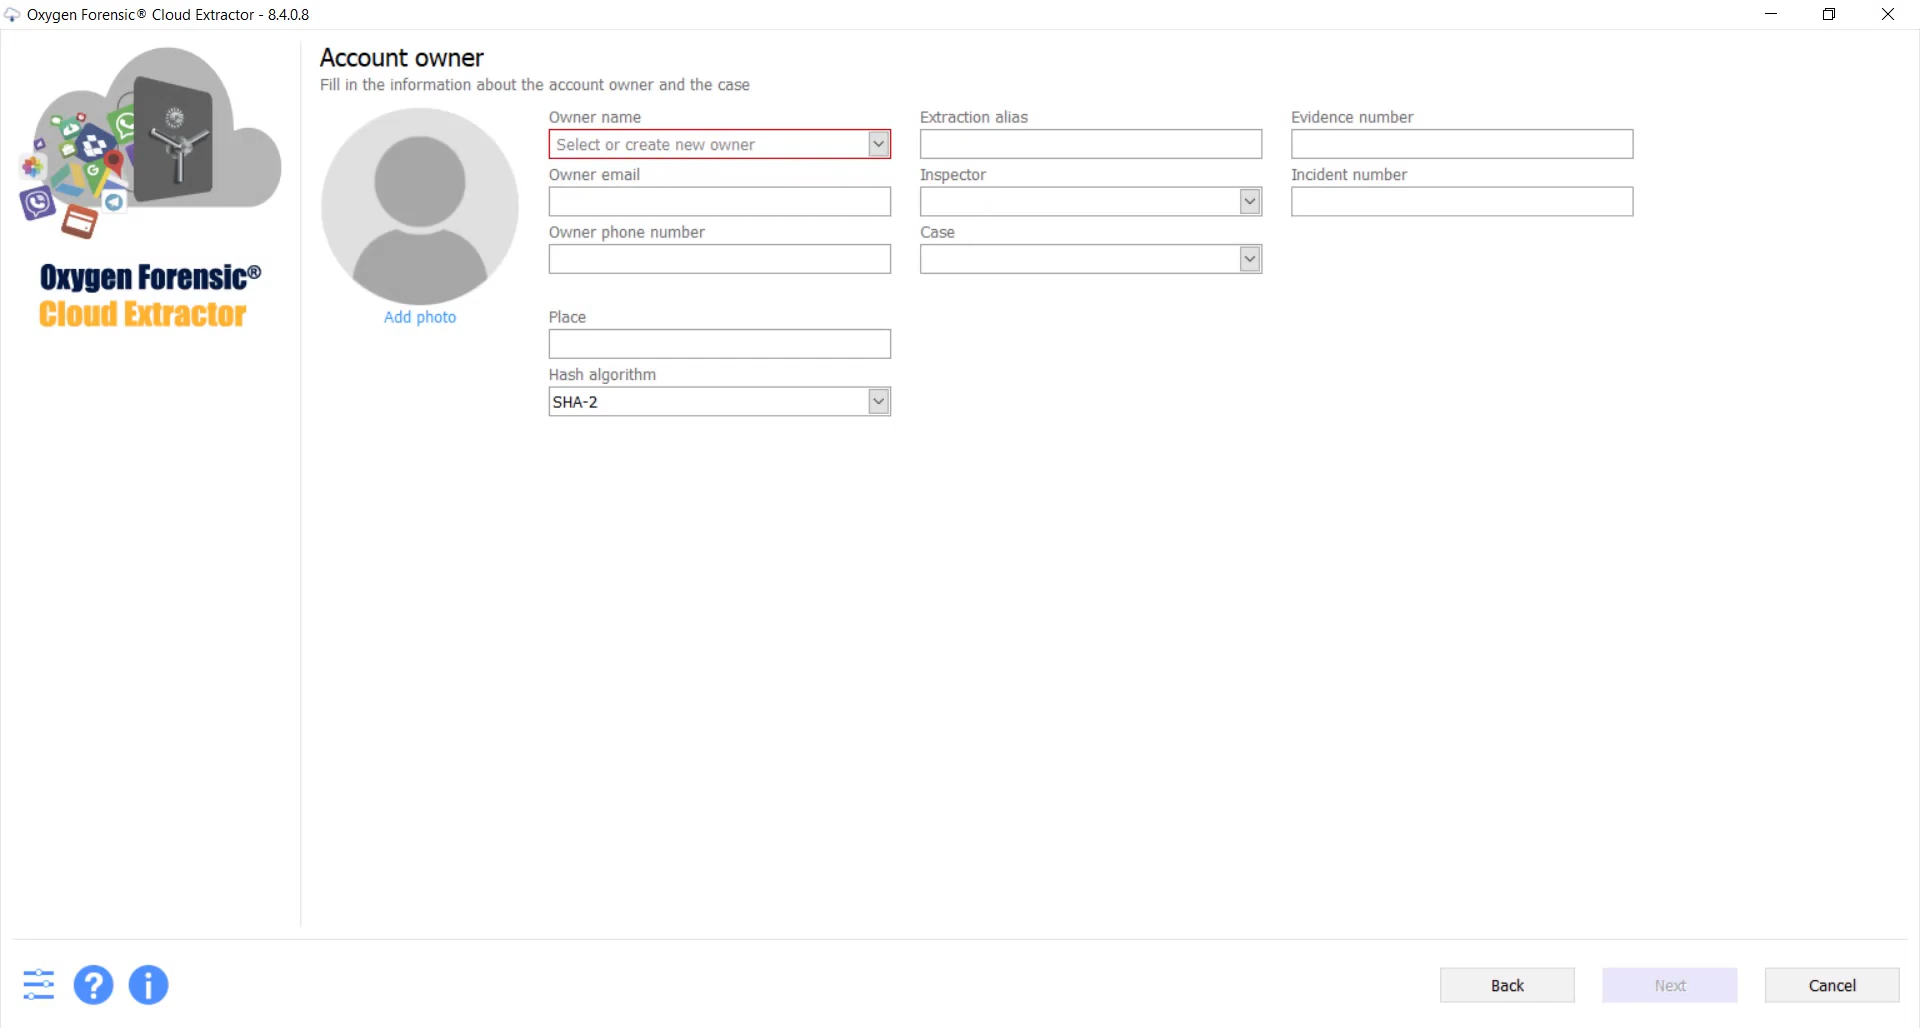 Oxygen Forensic® Cloud Extractor - 8.4.0.8
Oxygen Forensic®
Cloud Extractor
Account owner
Fill in the information about the account owner and the case
Add photo
Owner name
Select or create new owner
Owner email
Owner phone number
Place
Hash algorithm
SHA-2
Extraction alias
Inspector
Case
Evidence number
Incident number
Back
Next
Cancel